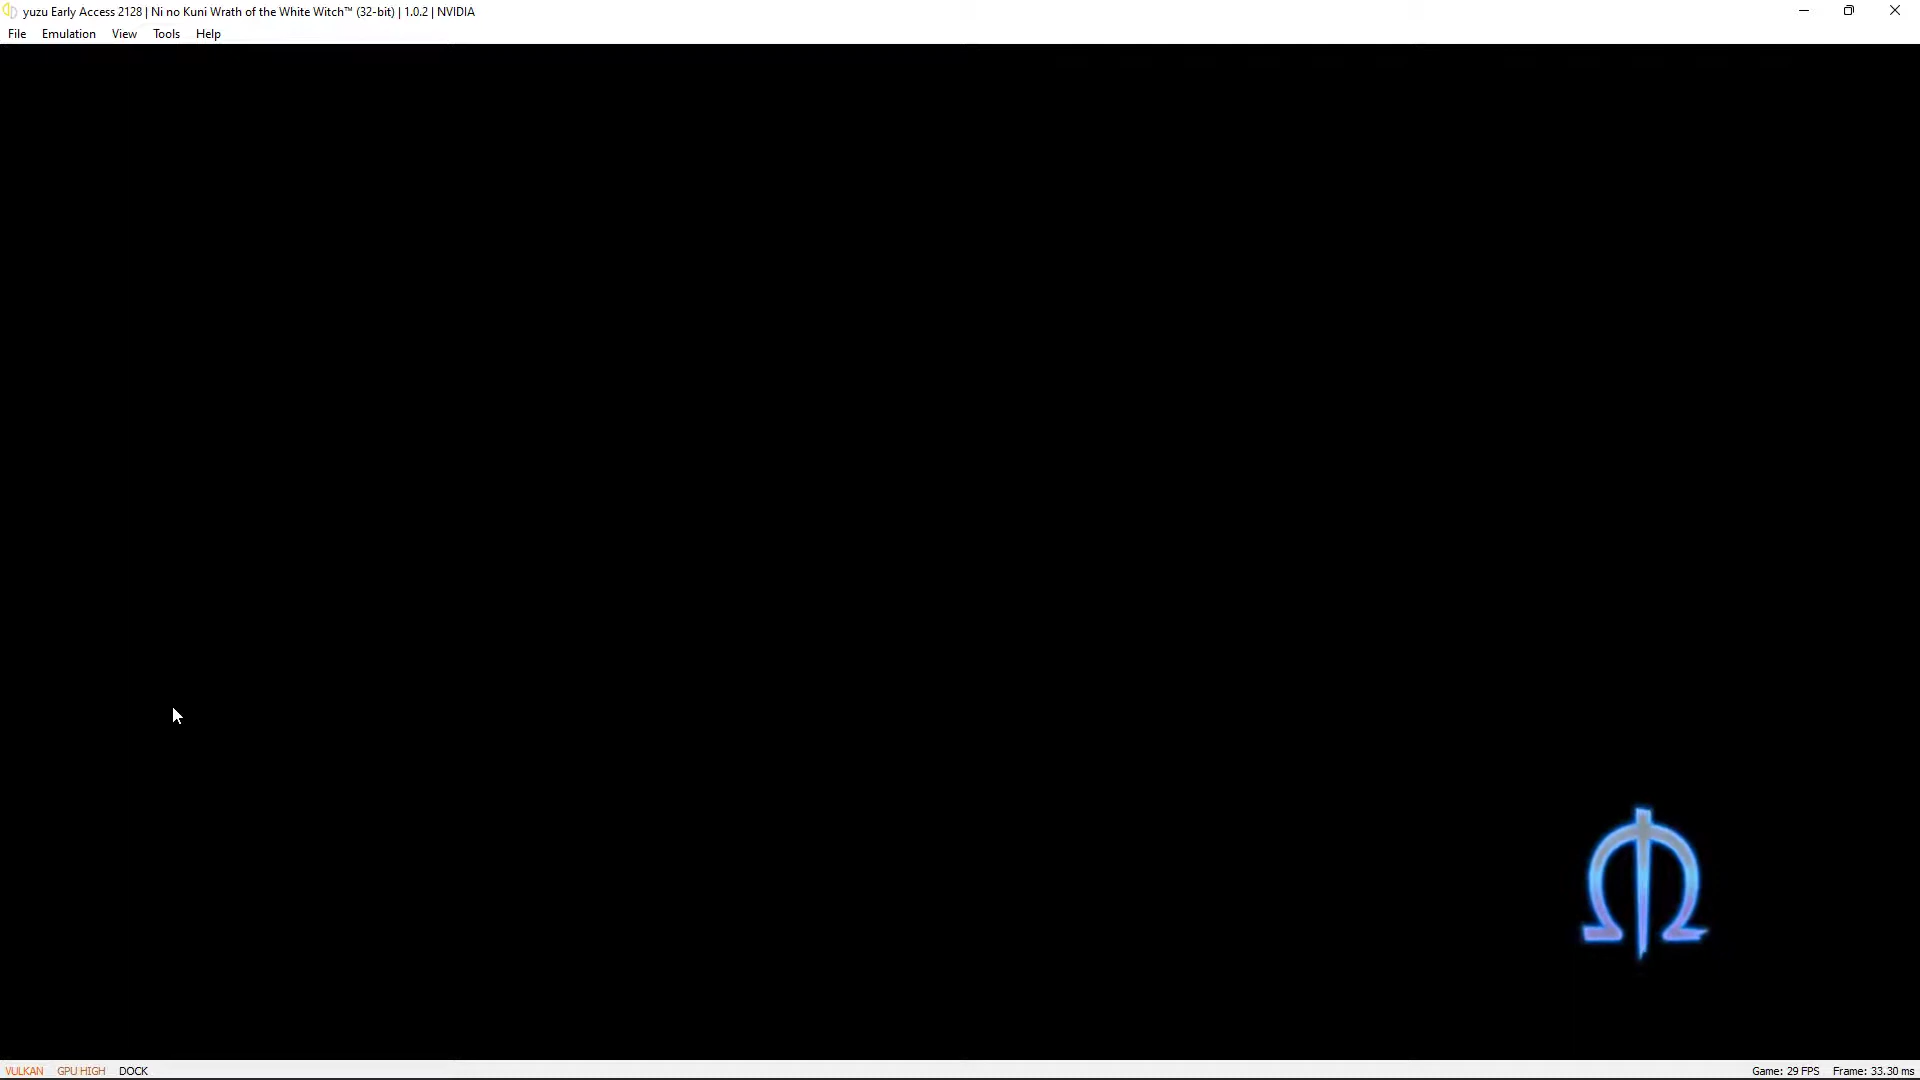 yuzu Early Access 2128 | Ni no Kuni Wrath of the White Witch™ (32-bit) | 1.0.2 | NVIDIA
File Emulation View Tools Help
VULKAN GPU HIGH DOCK Game: 29 FPS Frame: 33.30 ms